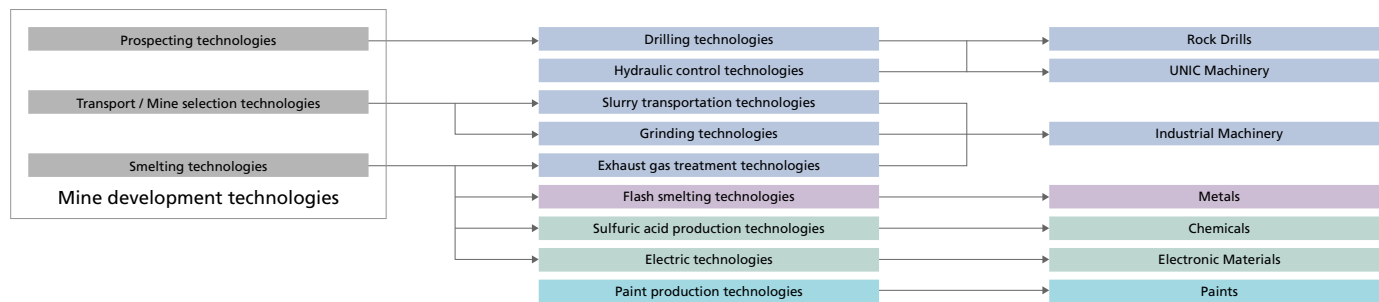 Prospecting technologies
Drilling technologies
Rock Drills
Hydraulic control technologies
UNIC Machinery
Transport / Mine selection technologies
Slurry transportation technologies
Grinding technologies
Industrial Machinery
Smelting technologies
Exhaust gas treatment technologies
Mine development technologies
Flash smelting technologies
Metals
Sulfuric acid production technologies
Chemicals
Electric technologies
Electronic Materials
Paint production technologies
Paints